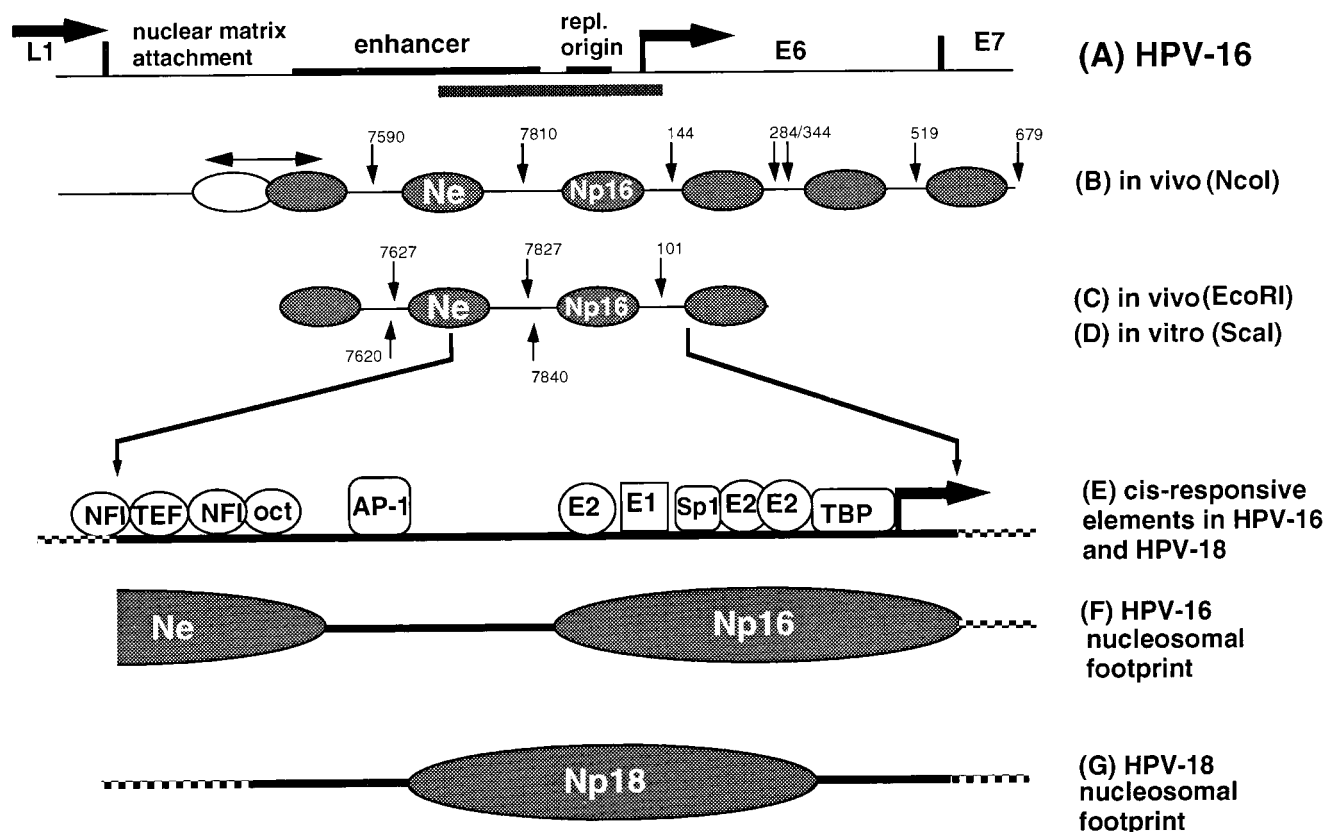 L1
nuclear matrix
attachment
enhancer
repl.
origin
E6
E7
(A) HPV-16
7590
7810
144
284/344
519
679
Ne
Np16
(B) in vivo (NcoI)
7627
7827
101
Ne
Np16
7620
7840
(C) in vivo (EcoRI)
(D) in vitro (ScaI)
NFI
TEF
NFI
oct
AP-1
E2
E1
Sp1
E2
E2
TBP
(E) cis-responsive
elements in HPV-16
and HPV-18
Ne
Np16
(F) HPV-16
nucleosomal
footprint
Np18
(G) HPV-18
nucleosomal
footprint